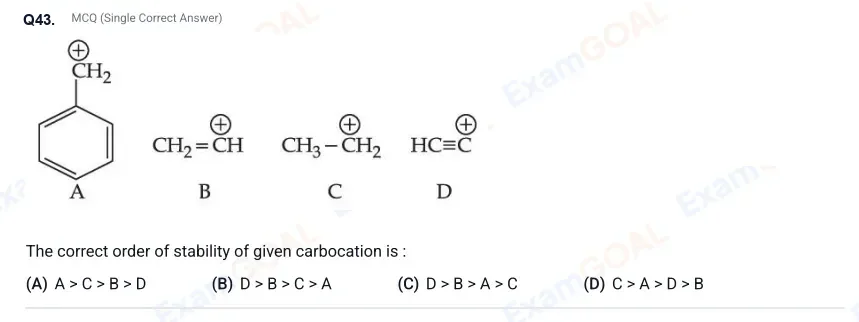 Q43. MCQ (Single Correct Answer)
⊕
CH₂
⊕ ⊕ ⊕
CH₂=CH CH₃–CH₂ HC≡C
A B C D
The correct order of stability of given carbocation is :
(A) A > C > B > D (B) D > B > C > A (C) D > B > A > C (D) C > A > D > B
ExamGOAL